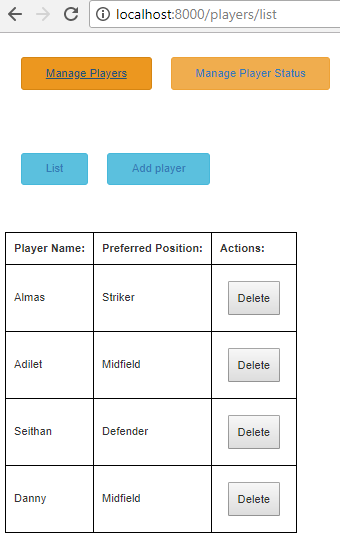 localhost:8000/players/list
Manage Players Manage Player Status
List Add player
Player Name: Preferred Position: Actions:
Almas Striker Delete
Adilet Midfield Delete
Seithan Defender Delete
Danny Midfield Delete